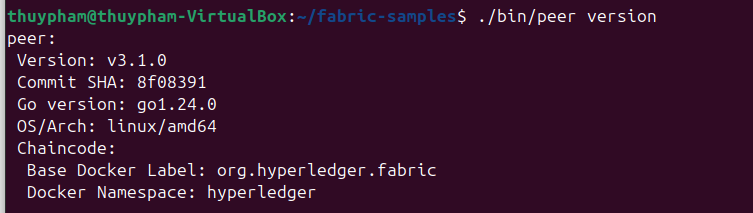 thuypham@thuypham-VirtualBox:~/fabric-samples$ ./bin/peer version
peer:
 Version: v3.1.0
 Commit SHA: 8f08391
 Go version: go1.24.0
 OS/Arch: linux/amd64
 Chaincode:
  Base Docker Label: org.hyperledger.fabric
  Docker Namespace: hyperledger